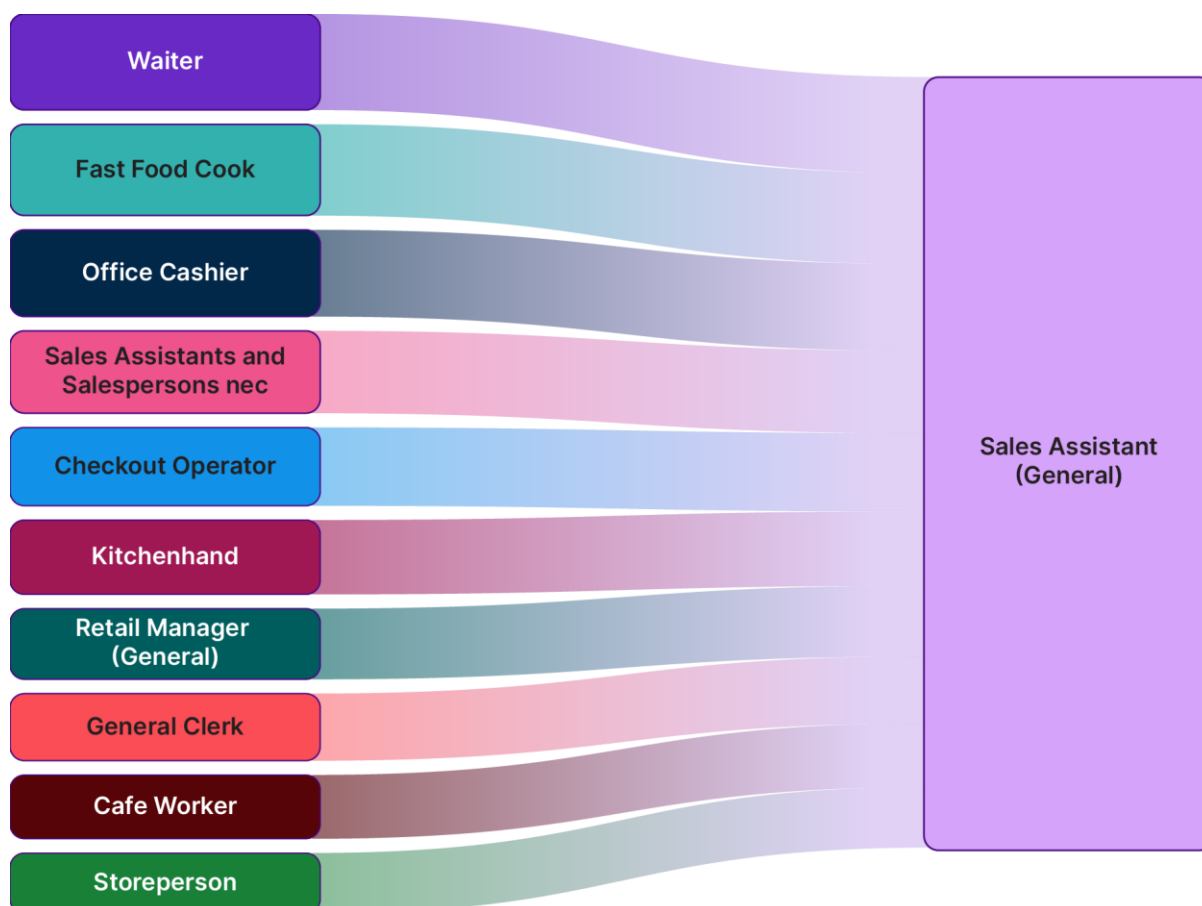 Waiter
Fast Food Cook
Office Cashier
Sales Assistants and
Salespersons nec
Checkout Operator
Kitchenhand
Retail Manager
(General)
General Clerk
Cafe Worker
Storeperson
Sales Assistant
(General)